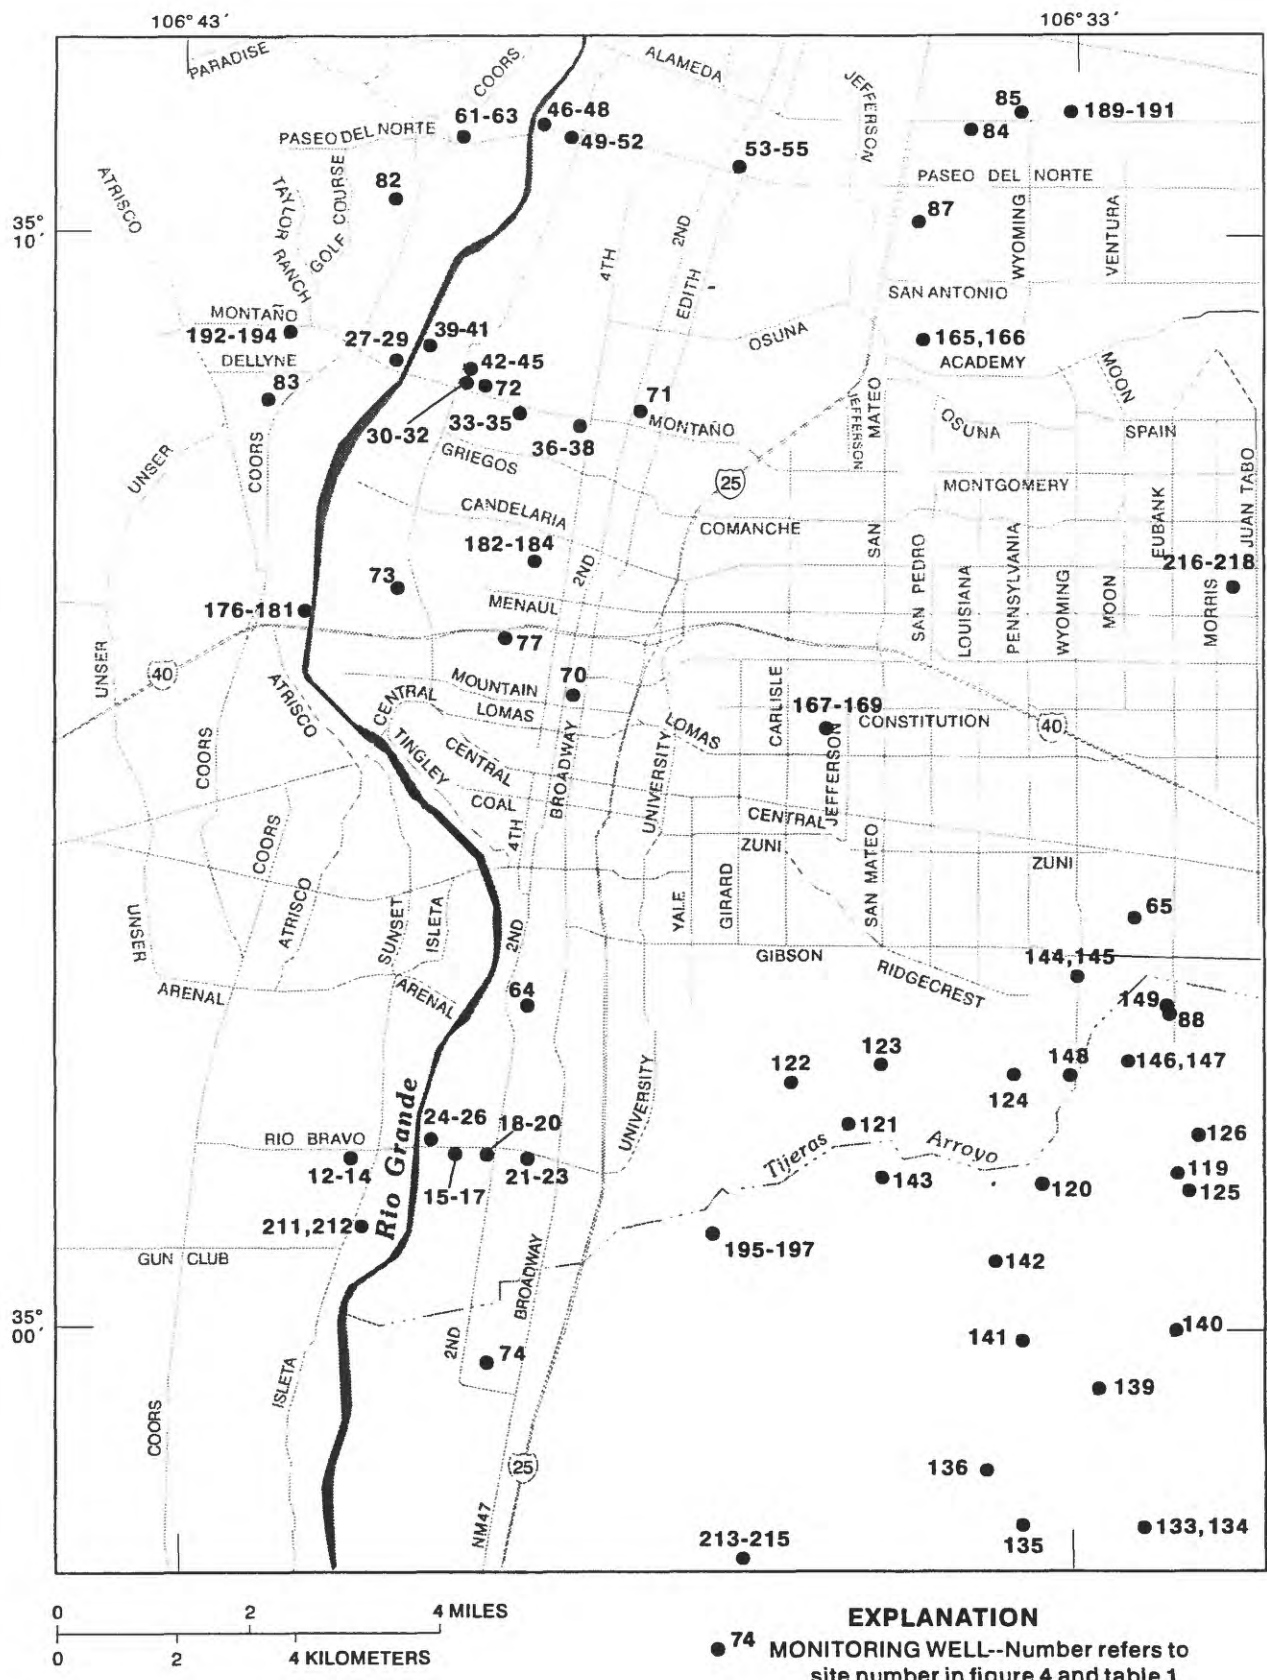 106° 43′
106° 33′
PARADISE
COORS
ALAMEDA
JEFFERSON
61-63
46-48
85
189-191
PASEO DEL NORTE
49-52
84
53-55
ATRISCO
82
PASEO DEL NORTE
TAYLOR RANCH
GOLF COURSE
2ND
87
WYOMING
VENTURA
35°
10′
4TH
EDITH
SAN ANTONIO
MONTAÑO
192-194
27-29
39-41
OSUNA
165,166
DELLYNE
42-45
ACADEMY
MOON
83
72
71
SAN MATEO
JEFFERSON
30-32
33-35
36-38
MONTAÑO
OSUNA
SPAIN
UNSER
COORS
GRIEGOS
25
MONTGOMERY
JUAN TABO
CANDELARIA
COMANCHE
EUBANK
182-184
2ND
SAN PEDRO
LOUISIANA
PENNSYLVANIA
WYOMING
MOON
216-218
73
MENAUL
MORRIS
176-181
77
UNSER
40
ATRISCO
CENTRAL
MOUNTAIN
70
LOMAS
LOMAS
CARLISLE
167-169
CONSTITUTION
40
COORS
TINGLEY
CENTRAL
BROADWAY
UNIVERSITY
JEFFERSON
COAL
CENTRAL
4TH
ZUNI
ZUNI
COORS
SAN MATEO
UNSER
ATRISCO
SUNSET
ISLETA
2ND
YALE
GIRARD
65
GIBSON
144,145
RIDGECREST
ARENAL
ARENAL
64
149
88
123
148
146,147
122
124
UNIVERSITY
Rio Grande
24-26
18-20
121
RIO BRAVO
Tijeras
Arroyo
126
12-14
15-17
21-23
143
120
119
125
211,212
195-197
GUN CLUB
BROADWAY
142
35°
00′
141
140
2ND
74
ISLETA
139
COORS
25
136
NM47
213-215
135
133,134
0 2 4 MILES
0 2 4 KILOMETERS
EXPLANATION
74 MONITORING WELL--Number refers to
site number in figure 4 and table 1